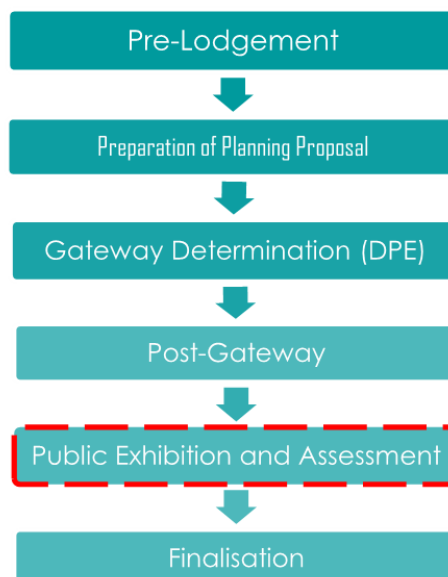 Pre-Lodgement
Preparation of Planning Proposal
Gateway Determination (DPE)
Post-Gateway
Public Exhibition and Assessment
Finalisation